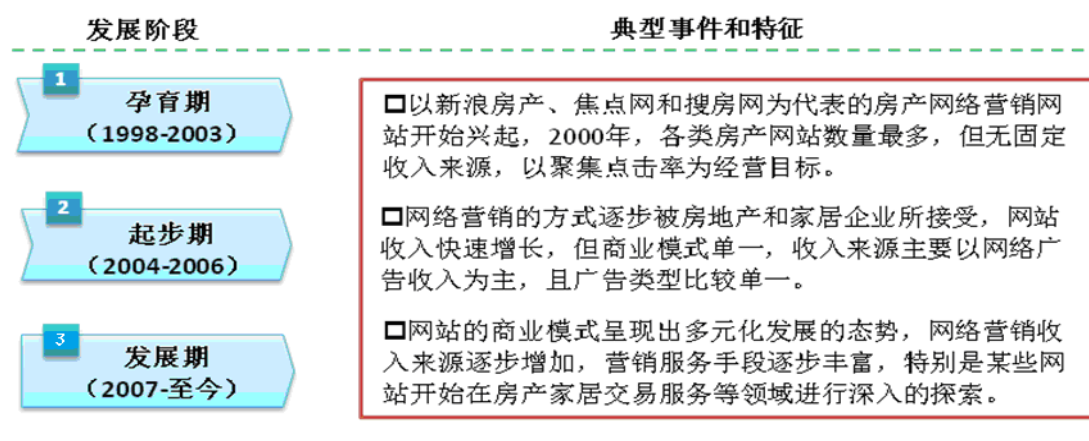 发展阶段
典型事件和特征
1
孕育期
（1998-2003）
口以新浪房产、焦点网和搜房网为代表的房产网络营销网
站开始兴起，2000年，各类房产网站数量最多，但无固定
收入来源，以聚集点击率为经营目标。
2
起步期
（2004-2006）
口网络营销的方式逐步被房地产和家居企业所接受，网站
收入快速增长，但商业模式单一，收入来源主要以网络广
告收入为主，且广告类型比较单一。
3
发展期
（2007-至今）
口网站的商业模式呈现出多元化发展的态势，网络营销收
入来源逐步增加，营销服务手段逐步丰富，特别是某些网
站开始在房产家居交易服务等领域进行深入的探索。